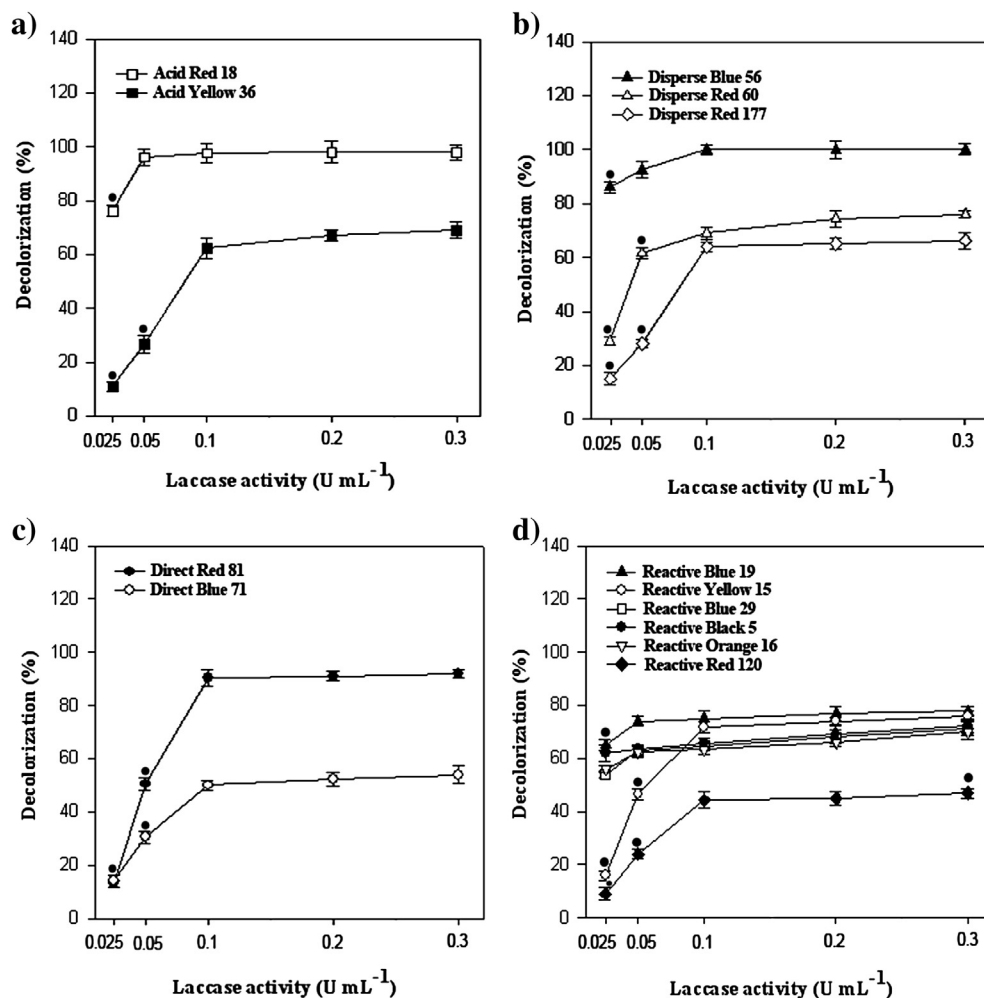 a)
140
120
100
80
60
40
20
0
Decolorization (%)
Acid Red 18
Acid Yellow 36
0.025 0.05 0.1 0.2 0.3
Laccase activity (U mL-1)
b)
140
120
100
80
60
40
20
0
Decolorization (%)
Disperse Blue 56
Disperse Red 60
Disperse Red 177
0.025 0.05 0.1 0.2 0.3
Laccase activity (U mL-1)
c)
140
120
100
80
60
40
20
0
Decolorization (%)
Direct Red 81
Direct Blue 71
0.025 0.05 0.1 0.2 0.3
Laccase activity (U mL-1)
d)
140
120
100
80
60
40
20
0
Decolorization (%)
Reactive Blue 19
Reactive Yellow 15
Reactive Blue 29
Reactive Black 5
Reactive Orange 16
Reactive Red 120
0.025 0.05 0.1 0.2 0.3
Laccase activity (U mL-1)